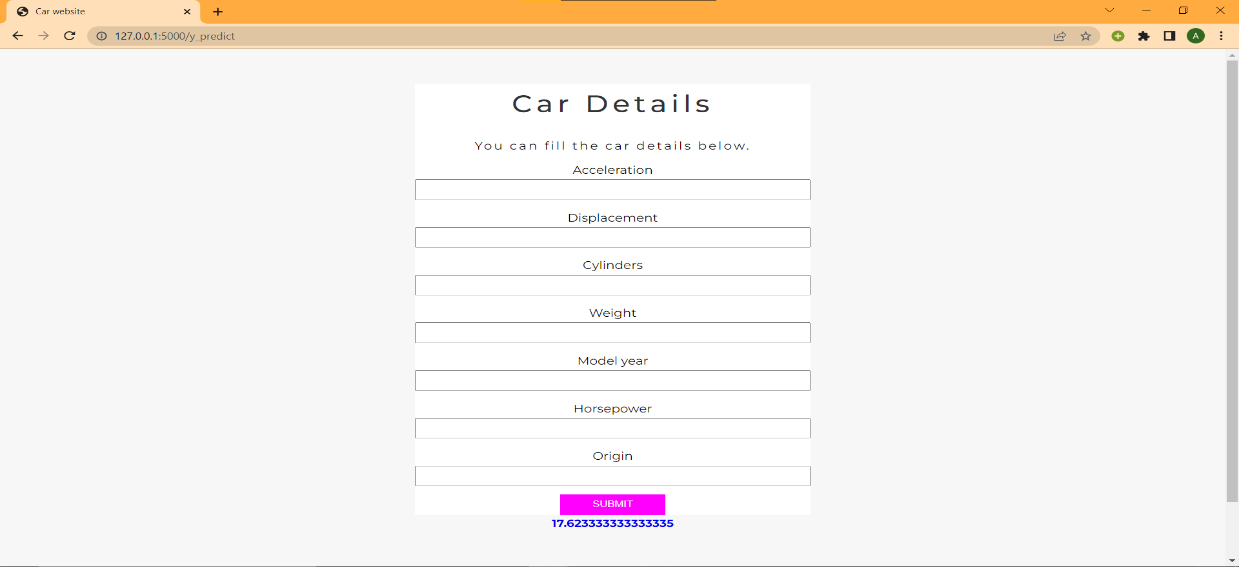 Car website
127.0.0.1:5000/y_predict
A
Car Details
You can fill the car details below.
Acceleration
Displacement
Cylinders
Weight
Model year
Horsepower
Origin
SUBMIT
17.623333333333335